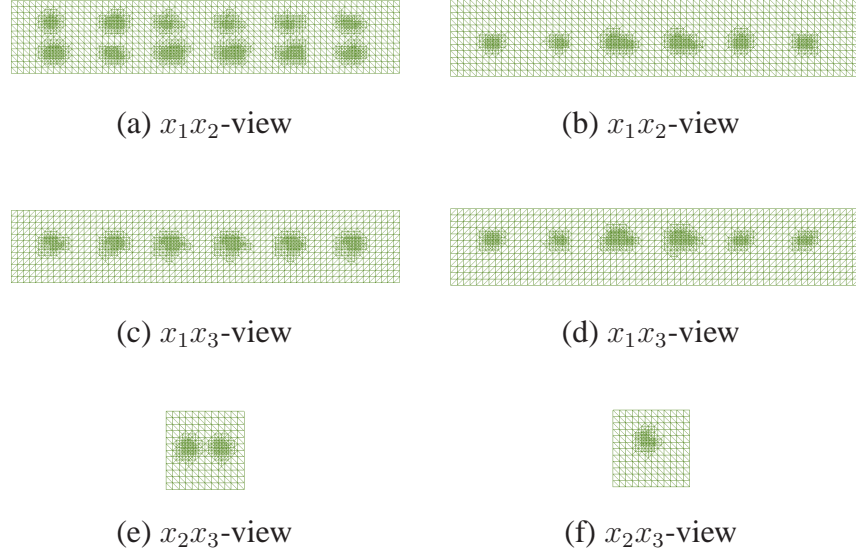 (a) x₁x₂-view
(b) x₁x₂-view
(c) x₁x₃-view
(d) x₁x₃-view
(e) x₂x₃-view
(f) x₂x₃-view